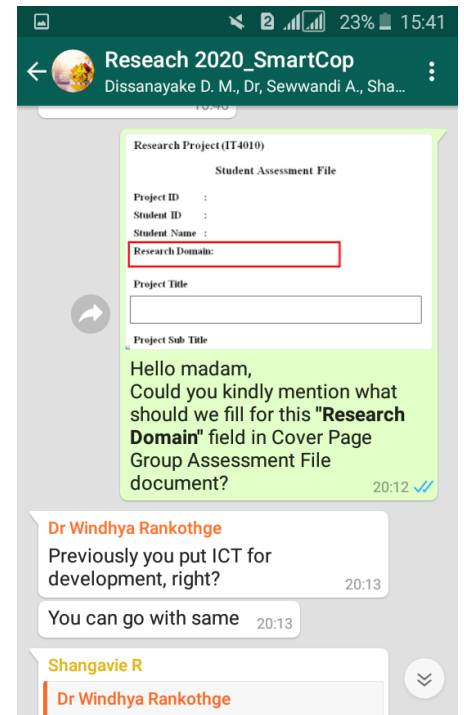 2 23% 15:41
Reseach 2020_SmartCop
Dissanayake D. M., Dr, Sewwandi A., Sha...
Research Project (IT4010)
Student Assessment File
Project ID :
Student ID :
Student Name :
Research Domain:
Project Title
Project Sub Title
Hello madam,
Could you kindly mention what
should we fill for this "Research
Domain" field in Cover Page
Group Assessment File
document?
20:12
Dr Windhya Rankothge
Previously you put ICT for
development, right?
20:13
You can go with same 20:13
Shangavie R
Dr Windhya Rankothge